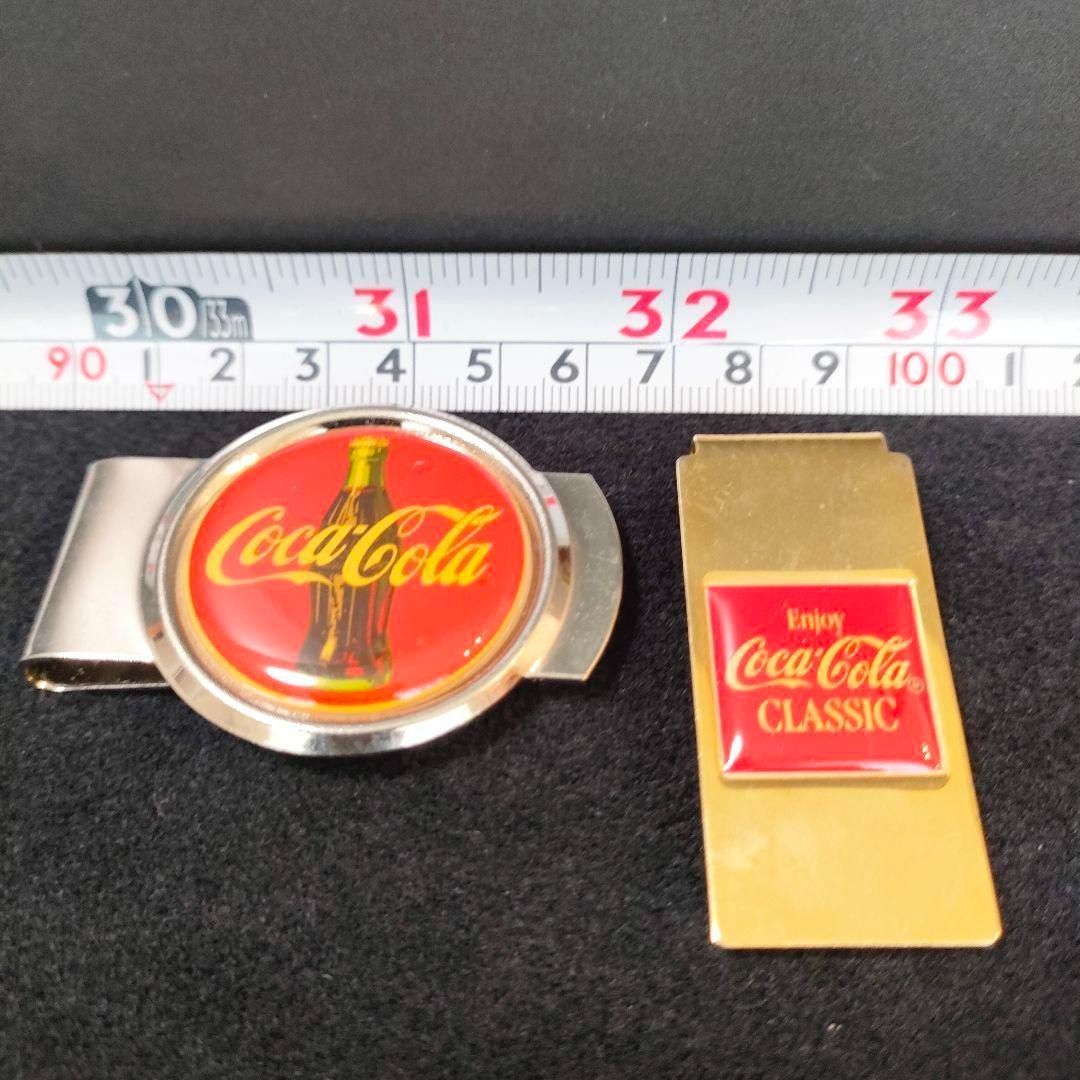 30/33m 31 32 33
90 1 2 3 4 5 6 7 8 9 100 1
Coca-Cola
Enjoy
Coca-Cola®
CLASSIC